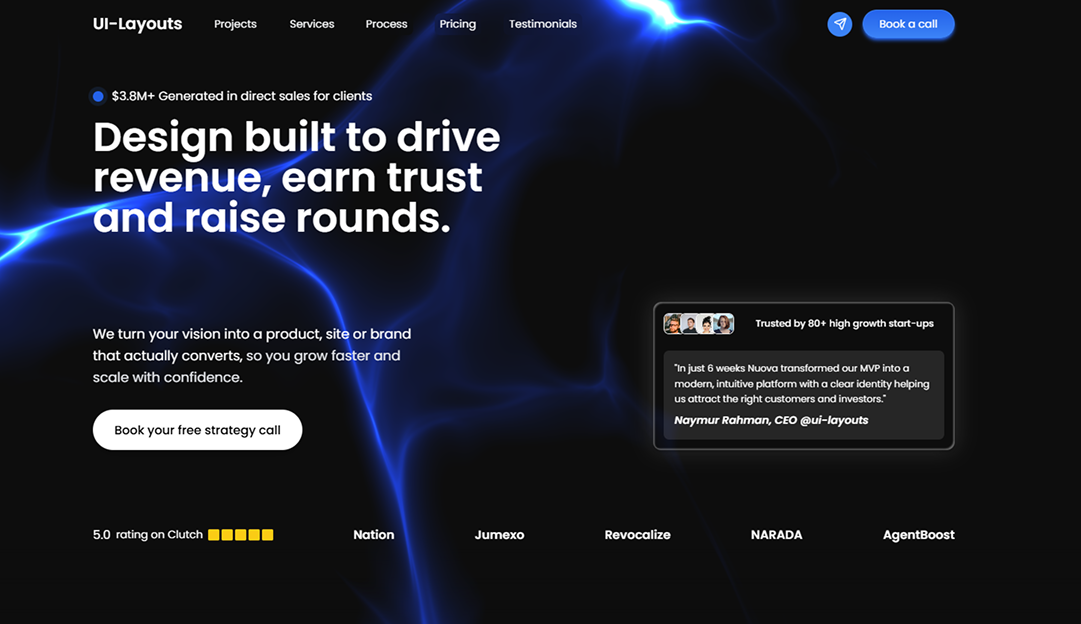 UI-Layouts Projects Services Process Pricing Testimonials Book a call
$3.8M+ Generated in direct sales for clients
Design built to drive
revenue, earn trust
and raise rounds.
We turn your vision into a product, site or brand
that actually converts, so you grow faster and
scale with confidence.
Book your free strategy call
Trusted by 80+ high growth start-ups
"In just 6 weeks Nuova transformed our MVP into a
modern, intuitive platform with a clear identity helping
us attract the right customers and investors."
Naymur Rahman, CEO @ui-layouts
5.0 rating on Clutch Nation Jumexo Revocalize NARADA AgentBoost